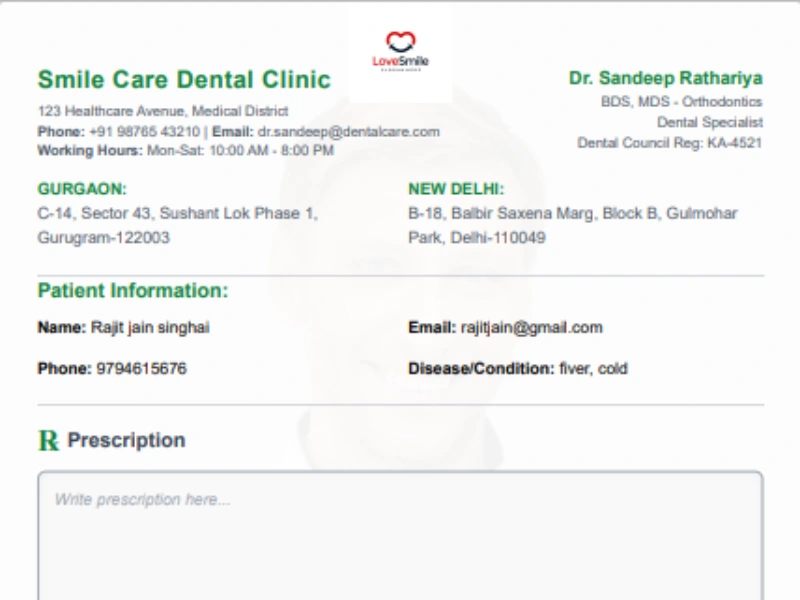 LoveSmile
Smile Care Dental Clinic
123 Healthcare Avenue, Medical District
Phone: +91 98765 43210 | Email: dr.sandeep@dentalcare.com
Working Hours: Mon-Sat: 10:00 AM - 8:00 PM
Dr. Sandeep Rathariya
BDS, MDS - Orthodontics
Dental Specialist
Dental Council Reg: KA-4521
GURGAON:
C-14, Sector 43, Sushant Lok Phase 1,
Gurugram-122003
NEW DELHI:
B-18, Balbir Saxena Marg, Block B, Gulmohar
Park, Delhi-110049
Patient Information:
Name: Rajit jain singhai
Email: rajitjain@gmail.com
Phone: 9794615676
Disease/Condition: fiver, cold
℞ Prescription
Write prescription here...